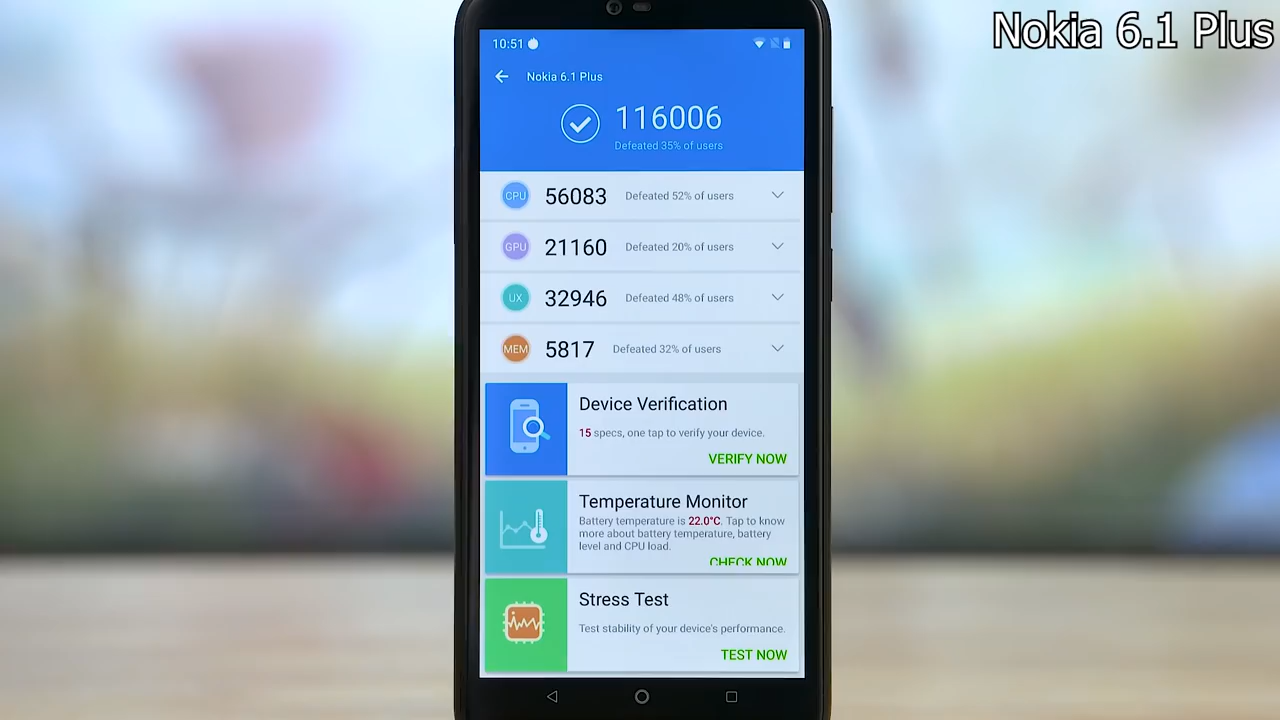 Nokia 6.1 Plus
10:51
Nokia 6.1 Plus
116006
Defeated 35% of users
CPU 56083 Defeated 52% of users
GPU 21160 Defeated 20% of users
UX 32946 Defeated 48% of users
MEM 5817 Defeated 32% of users
Device Verification
15 specs, one tap to verify your device.
VERIFY NOW
Temperature Monitor
Battery temperature is 22.0°C. Tap to know
more about battery temperature, battery
level and CPU load.
CHECK NOW
Stress Test
Test stability of your device's performance.
TEST NOW